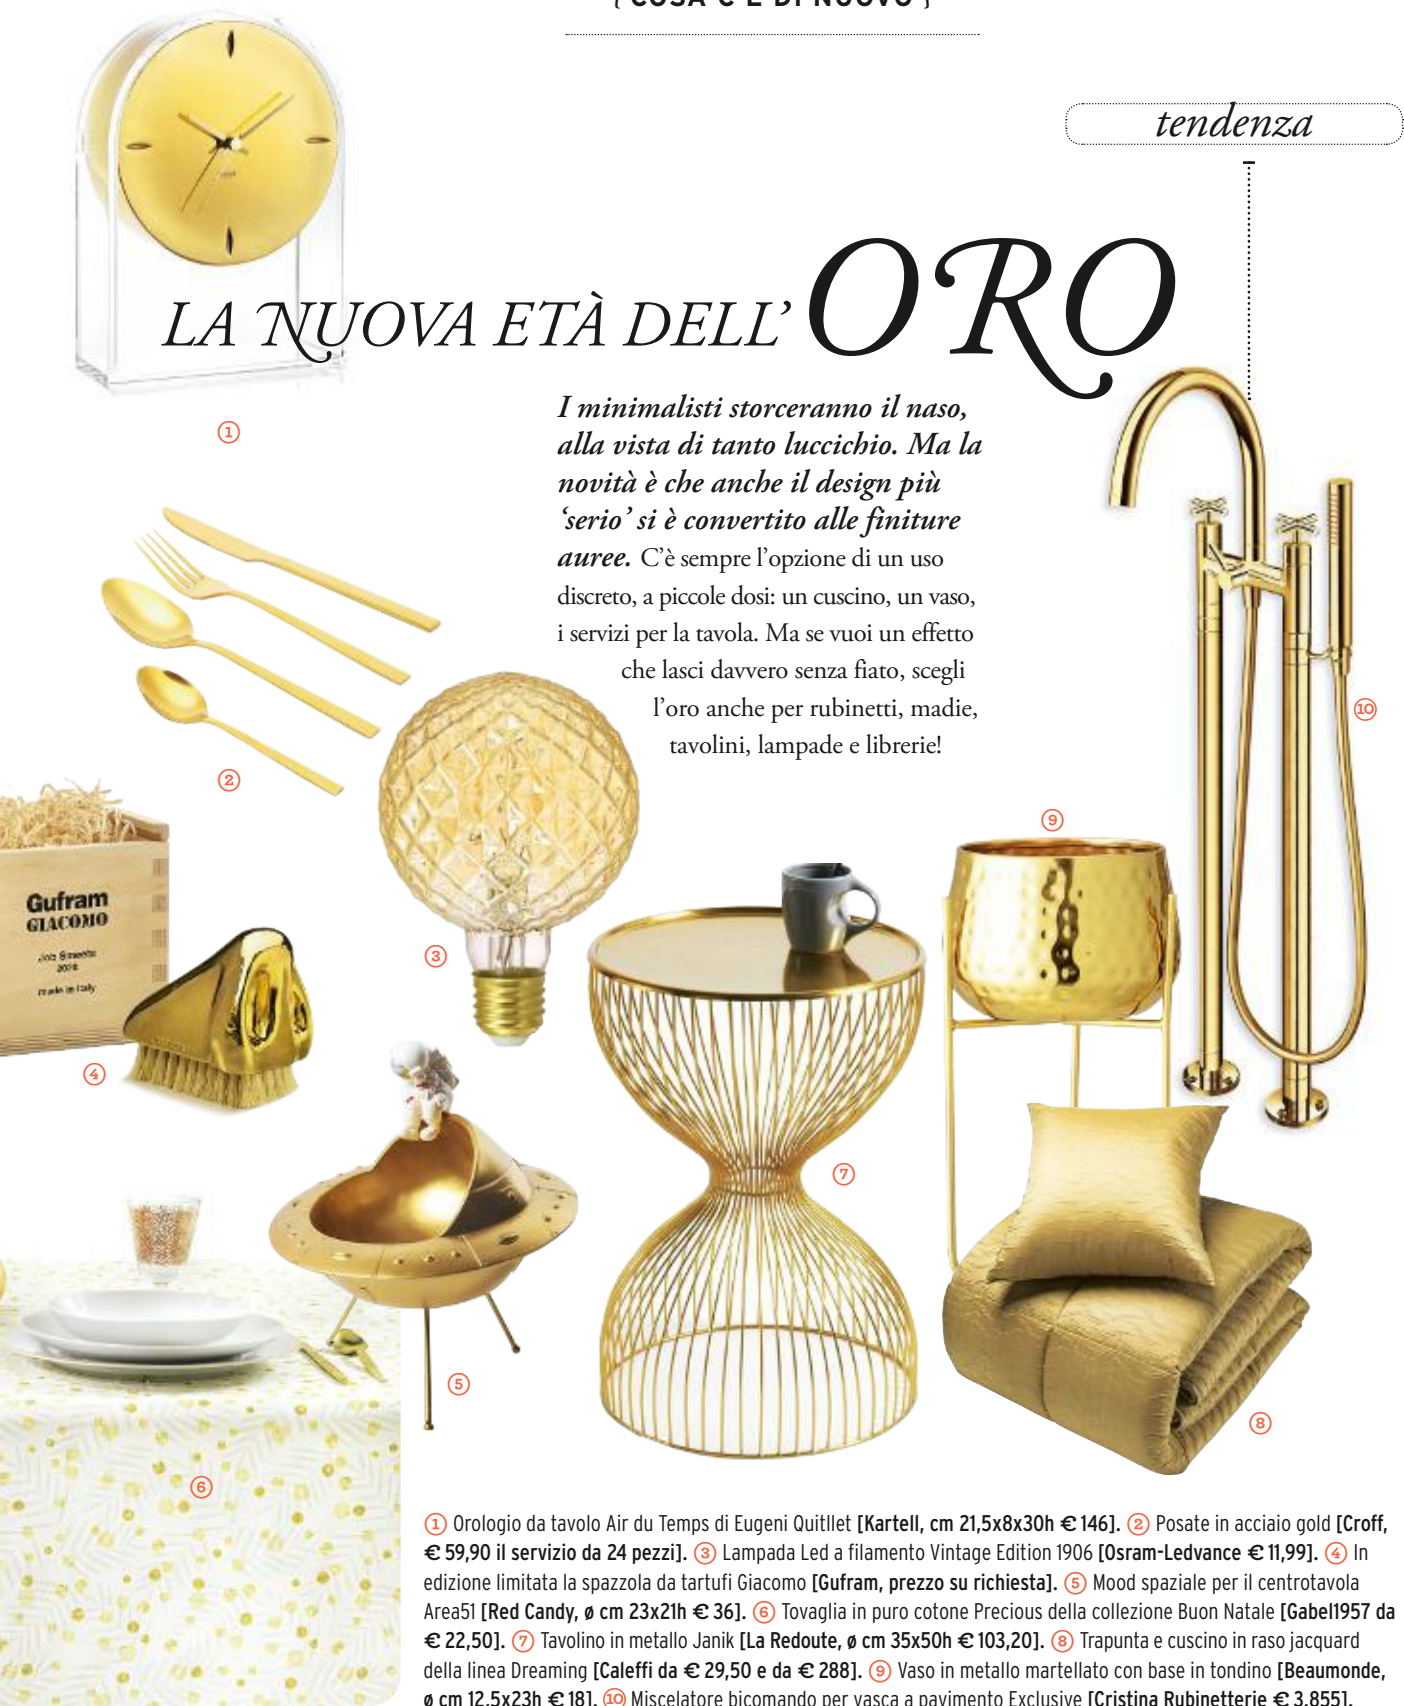 { COSA C'È DI NUOVO }
tendenza
LA NUOVA ETÀ DELL' ORO
I minimalisti storceranno il naso,
alla vista di tanto luccichio. Ma la
novità è che anche il design più
‘serio’ si è convertito alle finiture
auree. C’è sempre l’opzione di un uso
discreto, a piccole dosi: un cuscino, un vaso,
i servizi per la tavola. Ma se vuoi un effetto
che lasci davvero senza fiato, scegli
l’oro anche per rubinetti, madie,
tavolini, lampade e librerie!
1
2
3
10
9
Gufram
GIACOMO
Job Smeets
2020
made in Italy
4
7
5
8
6
1 Orologio da tavolo Air du Temps di Eugeni Quitllet [Kartell, cm 21,5x8x30h € 146]. 2 Posate in acciaio gold [Croff,
€ 59,90 il servizio da 24 pezzi]. 3 Lampada Led a filamento Vintage Edition 1906 [Osram-Ledvance € 11,99]. 4 In
edizione limitata la spazzola da tartufi Giacomo [Gufram, prezzo su richiesta]. 5 Mood spaziale per il centrotavola
Area51 [Red Candy, ø cm 23x21h € 36]. 6 Tovaglia in puro cotone Precious della collezione Buon Natale [Gabel1957 da
€ 22,50]. 7 Tavolino in metallo Janik [La Redoute, ø cm 35x50h € 103,20]. 8 Trapunta e cuscino in raso jacquard
della linea Dreaming [Caleffi da € 29,50 e da € 288]. 9 Vaso in metallo martellato con base in tondino [Beaumonde,
ø cm 12,5x23h € 18]. 10 Miscelatore bicomando per vasca a pavimento Exclusive [Cristina Rubinetterie € 3.855].